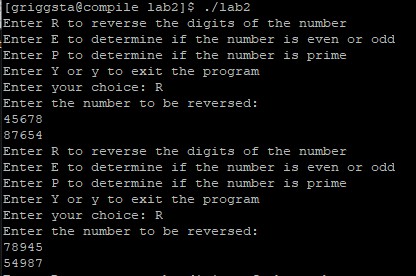 [griggsta@compile lab2]$ ./lab2
Enter R to reverse the digits of the number
Enter E to determine if the number is even or odd
Enter P to determine if the number is prime
Enter Y or y to exit the program
Enter your choice: R
Enter the number to be reversed:
45678
87654
Enter R to reverse the digits of the number
Enter E to determine if the number is even or odd
Enter P to determine if the number is prime
Enter Y or y to exit the program
Enter your choice: R
Enter the number to be reversed:
78945
54987